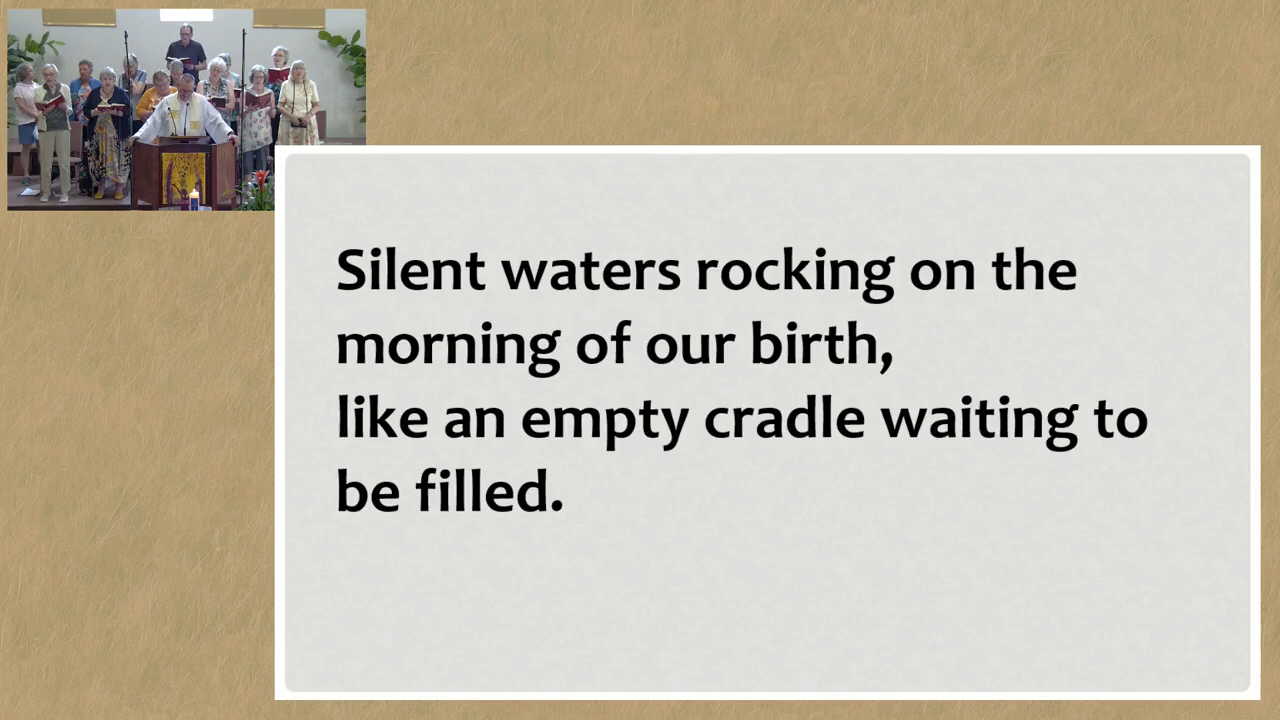 Silent waters rocking on the
morning of our birth,
like an empty cradle waiting to
be filled.